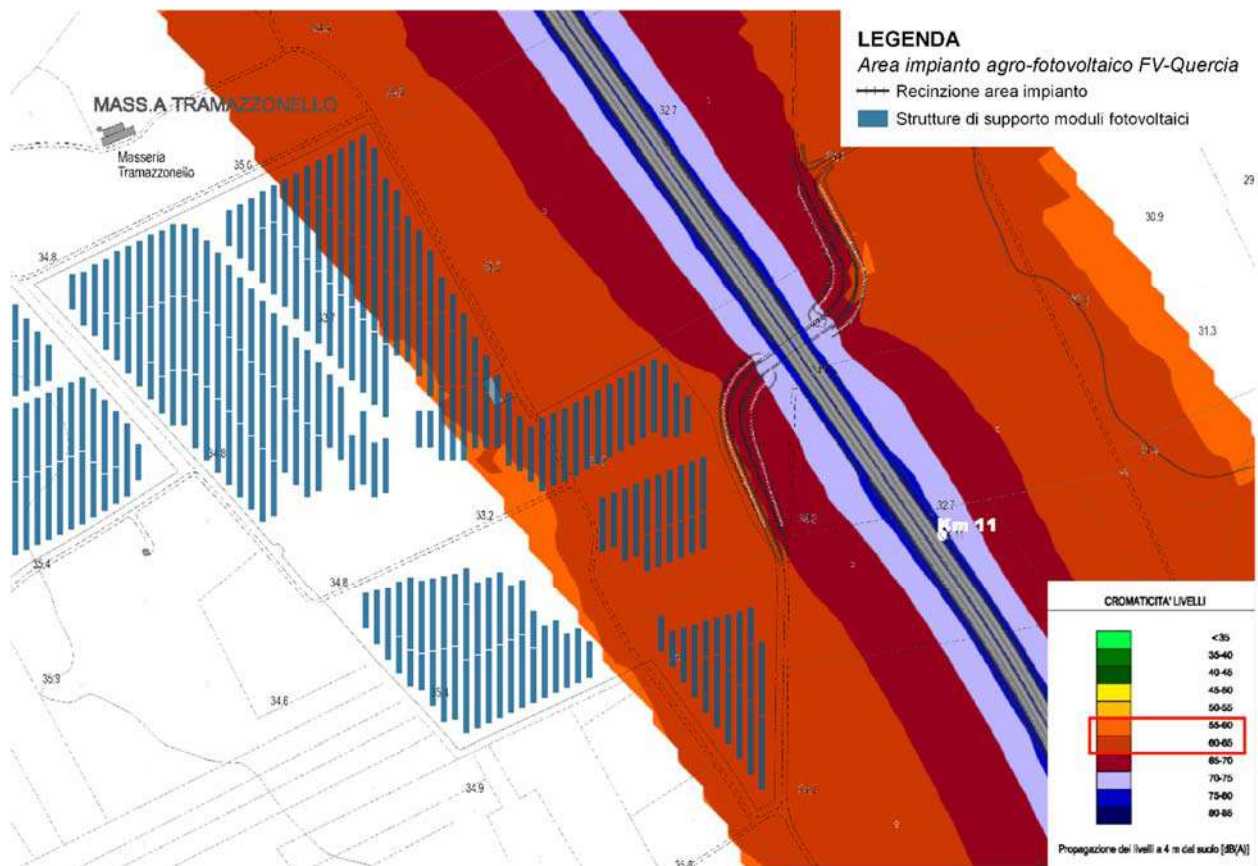 LEGENDA
Area impianto agro-fotovoltaico FV-Quercia
Recinzione area impianto
Strutture di supporto moduli fotovoltaici
MASS.A TRAMAZZONELLO
Masseria
Tramazzonello
32.7
29
30.9
34.8
31.3
34.8
33.2
32.7
Km 11
35.4
34.8
35.9
34.6
35.4
34.9
35.8
CROMATICITA' LIVELLI
<35
35-40
40-45
45-50
50-55
55-60
60-65
65-70
70-75
75-80
80-85
Propagazione dei livelli a 4 m dal suolo [dB(A)]